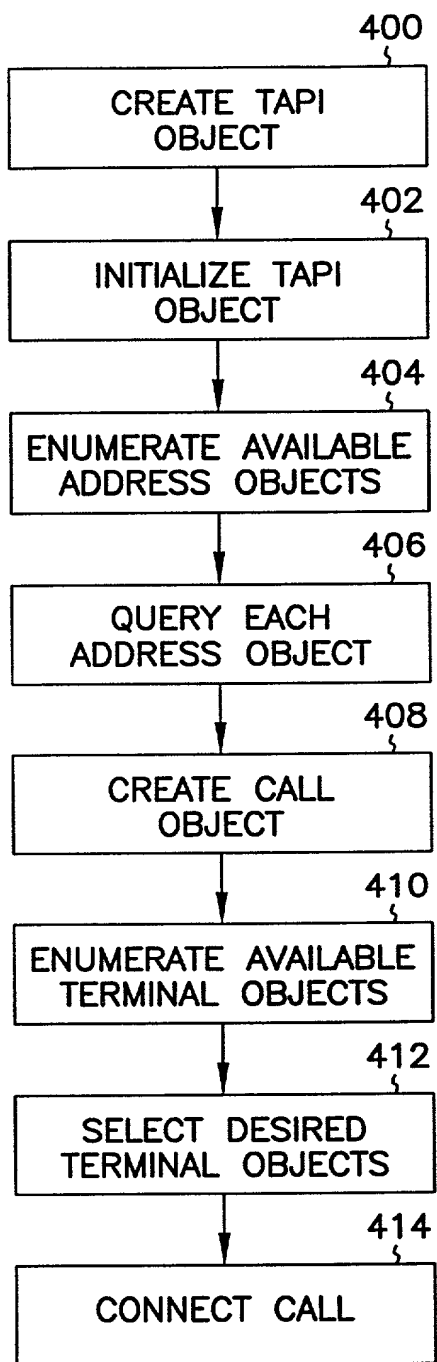 400
CREATE TAPI
OBJECT
402
INITIALIZE TAPI
OBJECT
404
ENUMERATE AVAILABLE
ADDRESS OBJECTS
406
QUERY EACH
ADDRESS OBJECT
408
CREATE CALL
OBJECT
410
ENUMERATE AVAILABLE
TERMINAL OBJECTS
412
SELECT DESIRED
TERMINAL OBJECTS
414
CONNECT CALL